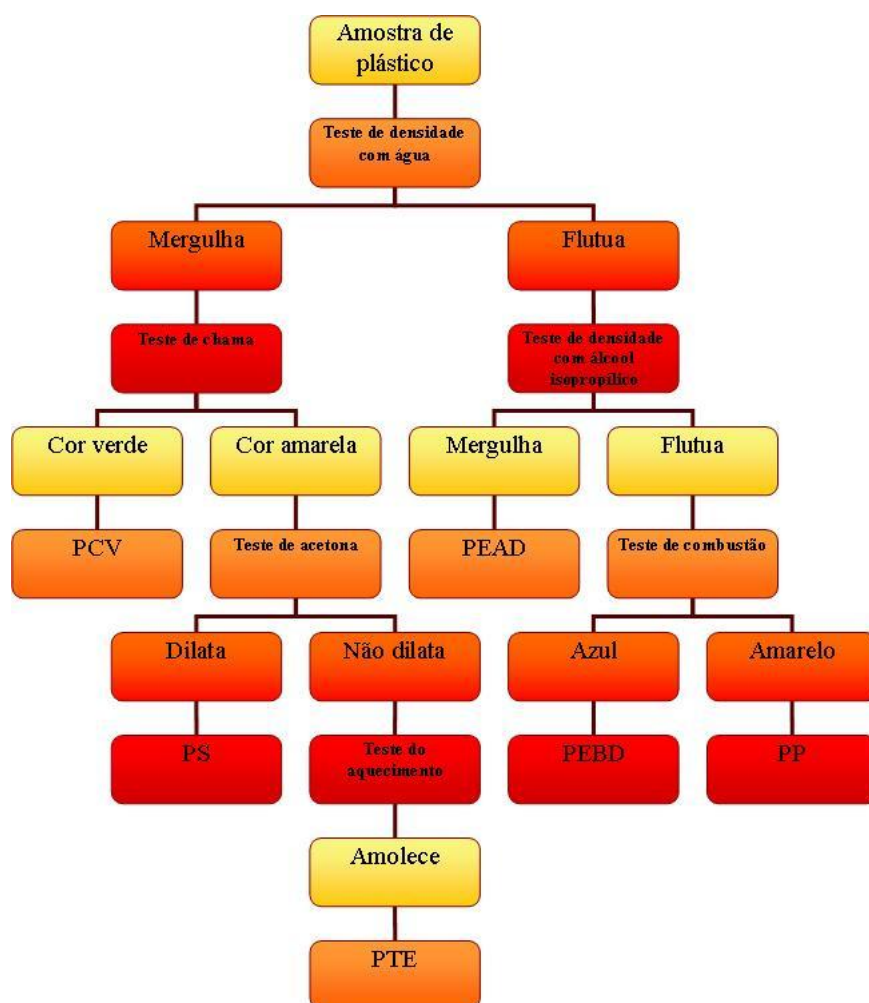 Amostra de
plástico
Teste de densidade
com água
Mergulha
Flutua
Teste de chama
Teste de densidade
com álcool
isopropílico
Cor verde
Cor amarela
Mergulha
Flutua
PCV
Teste de acetona
PEAD
Teste de combustão
Dilata
Não dilata
Azul
Amarelo
PS
Teste do
aquecimento
PEBD
PP
Amolece
PTE